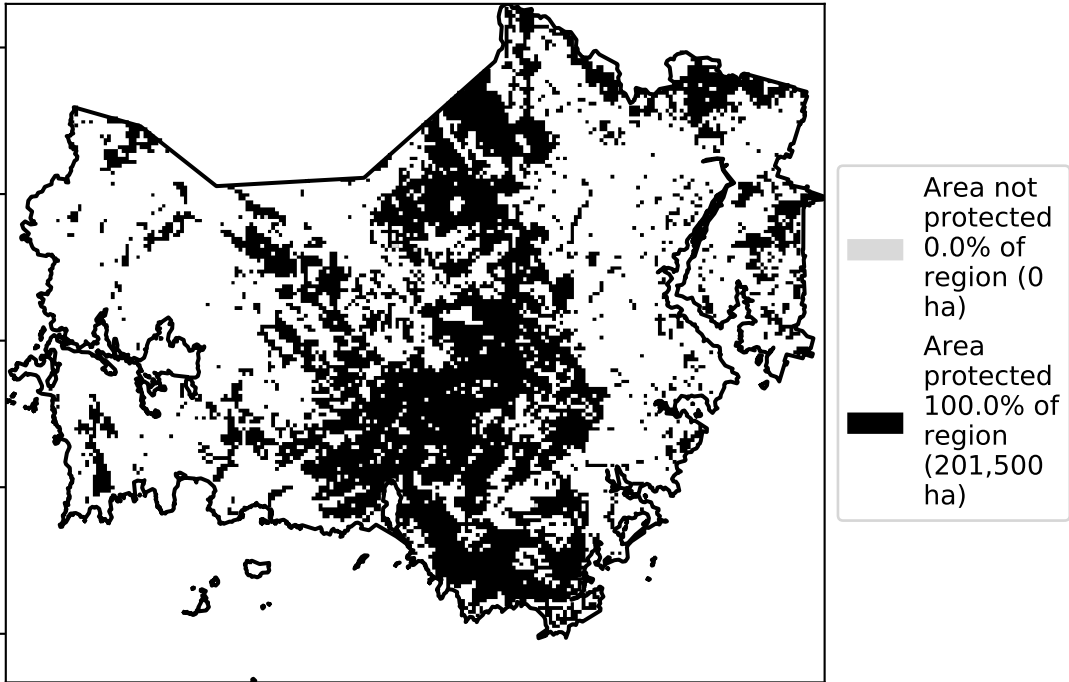 Area not
protected
0.0% of
region (0
ha)
Area
protected
100.0% of
region
(201,500
ha)